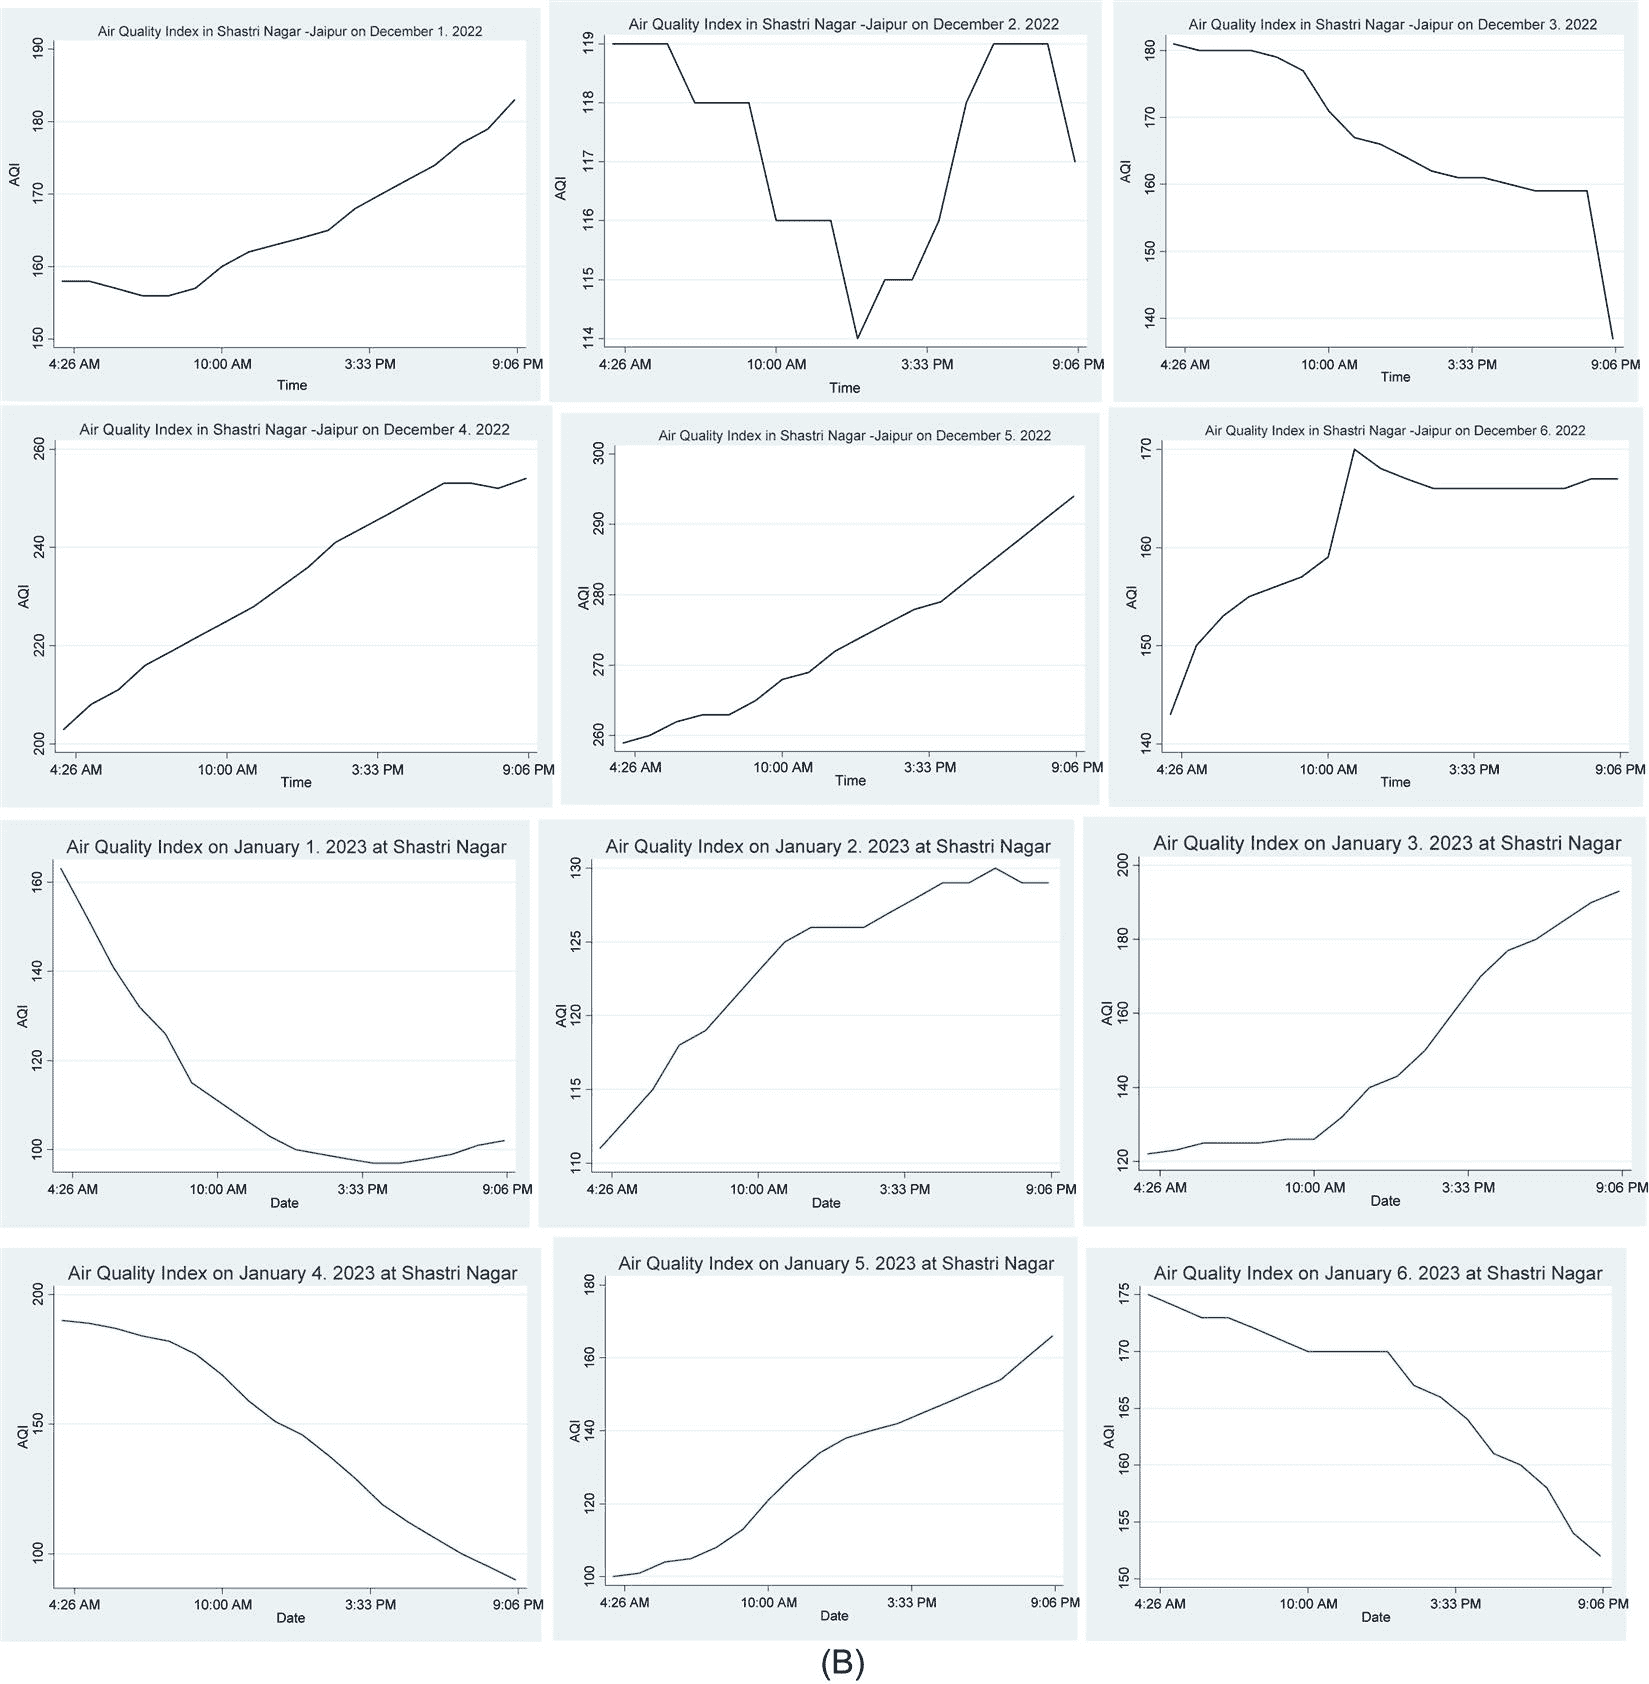 Air Quality Index in Shastri Nagar -Jaipur on December 1. 2022
190
180
170
160
150
AQI
4:26 AM 10:00 AM 3:33 PM 9:06 PM
Time
Air Quality Index in Shastri Nagar -Jaipur on December 2. 2022
119
118
117
116
115
114
AQI
4:26 AM 10:00 AM 3:33 PM 9:06 PM
Time
Air Quality Index in Shastri Nagar -Jaipur on December 3. 2022
180
170
160
150
140
AQI
4:26 AM 10:00 AM 3:33 PM 9:06 PM
Time
Air Quality Index in Shastri Nagar -Jaipur on December 4. 2022
260
240
220
200
AQI
4:26 AM 10:00 AM 3:33 PM 9:06 PM
Time
Air Quality Index in Shastri Nagar -Jaipur on December 5. 2022
300
290
280
270
260
AQI
4:26 AM 10:00 AM 3:33 PM 9:06 PM
Time
Air Quality Index in Shastri Nagar -Jaipur on December 6. 2022
170
160
150
140
AQI
4:26 AM 10:00 AM 3:33 PM 9:06 PM
Time
Air Quality Index on January 1. 2023 at Shastri Nagar
160
140
120
100
AQI
4:26 AM 10:00 AM 3:33 PM 9:06 PM
Date
Air Quality Index on January 2. 2023 at Shastri Nagar
130
125
120
115
110
AQI
4:26 AM 10:00 AM 3:33 PM 9:06 PM
Date
Air Quality Index on January 3. 2023 at Shastri Nagar
200
180
160
140
120
AQI
4:26 AM 10:00 AM 3:33 PM 9:06 PM
Date
Air Quality Index on January 4. 2023 at Shastri Nagar
200
150
100
AQI
4:26 AM 10:00 AM 3:33 PM 9:06 PM
Date
Air Quality Index on January 5. 2023 at Shastri Nagar
180
160
140
120
100
AQI
4:26 AM 10:00 AM 3:33 PM 9:06 PM
Date
Air Quality Index on January 6. 2023 at Shastri Nagar
175
170
165
160
155
150
AQI
4:26 AM 10:00 AM 3:33 PM 9:06 PM
Date
(B)